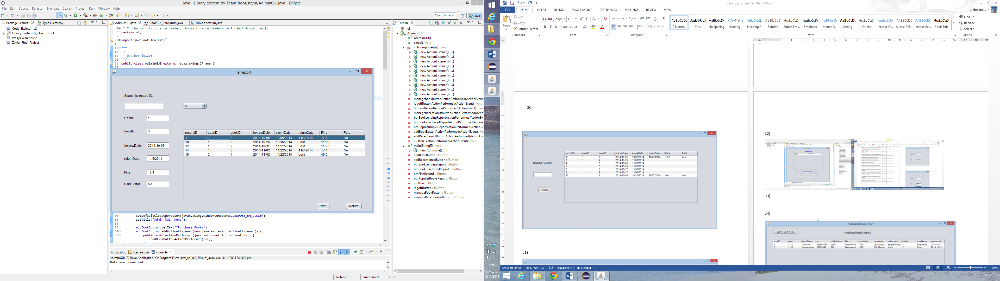 Java - Library_System_by_Team_Root/src/ui/AdiminGUI.java - Eclipse
File Edit Source Refactor Navigate Search Project Run Window Help
Quick Access Java
Package Explorer Type Hierarchy
Code_Skeleton_v2
Library_System_by_Team_Root
Wallys Warehouse
Zavier_Final_Project
AdiminGUI.java BookGUI_ForAdmin.java DBConnection.java
2 * To change this license header, choose License Headers in Project Properties.
6 package ui;
7
8 import java.awt.Toolkit;
16
17 /**
18 *
19 * @author leiz03
20 */
21 public class AdiminGUI extends javax.swing.JFrame {
22
Fine report
Search by record ID:
All
UserID: 1
bookID: 3
borrowDate: 2014-10-05
returnDate 11/3/2014
Fine: 17.4
Paid Status: No
recordID userID bookID borrowDate expiryDate returnDate Fine Paid
1 1 3 2014-10-05 10/05/2014 11/3/2014 17.4 No
10 1 2 2014-10-26 10/16/2014 Lost 115.0 No
12 1 2 2014-10-31 11/21/2014 Lost 115.0 No
14 1 3 2014-11-02 11/22/2014 11/3/2014 17.4 No
15 2 4 2014-11-02 11/22/2014 Lost 45.0 No
Print Return
60 setDefaultCloseOperation(javax.swing.WindowConstants.DISPOSE_ON_CLOSE);
61 setTitle("Admin Main Menu");
62
63 addBookButton.setText("Purchase Books");
64 addBookButton.addActionListener(new java.awt.event.ActionListener() {
65 public void actionPerformed(java.awt.event.ActionEvent evt) {
66 addBookButtonActionPerformed(evt);
Javadoc Declaration Console
AdiminGUI (2) [Java Application] C:\Program Files\Java\jre1.8.0_20\bin\javaw.exe (3/11/2014 8:24:29 pm)
Database connected
Writable Smart Insert 30 : 5
Outline
ui
AdiminGUI
AdiminGUI()
close() : void
initComponents() : void
new ActionListener() {...}
new ActionListener() {...}
new ActionListener() {...}
new ActionListener() {...}
new ActionListener() {...}
new ActionListener() {...}
new ActionListener() {...}
new ActionListener() {...}
new ActionListener() {...}
new ActionListener() {...}
manageBookButtonActionPerformed(ActionEvent)
logoffButtonActionPerformed(ActionEvent) : void
btnFineRecordActionPerformed(ActionEvent) : voi
manageReceptionistButtonActionPerformed(Actio
btnBookLendingReportActionPerformed(ActionEv
btnBookPurchasedReportActionPerformed(Action
btnPopularBooksReportActionPerformed(ActionEv
addBookButtonActionPerformed(ActionEvent) : void
addReceptionistButtonActionPerformed(ActionEve
jButton1ActionPerformed(ActionEvent) : void
main(String[]) : void
new Runnable() {...}
addBookButton : JButton
addReceptionistButton : JButton
btnBookLendingReport : JButton
btnBookPurchasedReport : JButton
btnFineRecord : JButton
btnPopularBooksReport : JButton
jButton1 : JButton
logoffButton : JButton
manageBookButton : JButton
manageReceptionistButton : JButton
РУС
8:25 p.m.
3/11/2014
Library program Test Plan - Word
FILE HOME INSERT DESIGN PAGE LAYOUT REFERENCES MAILINGS REVIEW VIEW
andre andre
Paste Cut Copy Format Painter
Calibri (Body) 11
¶ Normal Title No Spacing Heading 1 Heading 2 Subtitle Subtle Em... Emphasis Intense E... Strong Quote Intense Q... Subtle Ref... Intense Re... Book Title
Find Replace Select
Clipboard Font Paragraph Styles Editing
30)
Search by user ID:
1
Return
recordID userID bookID borrowDate expiryDate returnDate Fine Paid
1 1 3 2014-10-05 10/05/2014 10/27/2014 13.2 Yes
3 1 4 2014-10-15 11/06/2014
4 1 6 2014-10-25 11/06/2014
5 1 5 2014-10-10 11/06/2014
7 1 6 2014-10-17 11/06/2014
8 1 7 2014-10-17 11/06/2014
10 1 2 2014-10-26 10/16/2014 10/27/2014 6.6 Yes
31)
32)
33)
34)
Purchased books report
Back to Main menu Purchased books Report
bookID price bookStatus sn publishYear title publisher description categories author shopName purchased...
1 111.0 available 565656565 1999 Introduction ... CBA Java progra... programming 1 Shop Store ... 2014-10-31
2 115.0 borrowed out 15264548 2001 Database d... ABC SQL Manag... comp 2 Shop 2014-10-31
PAGE 30 OF 53 2347 WORDS ENGLISH (UNITED STATES) 110 %